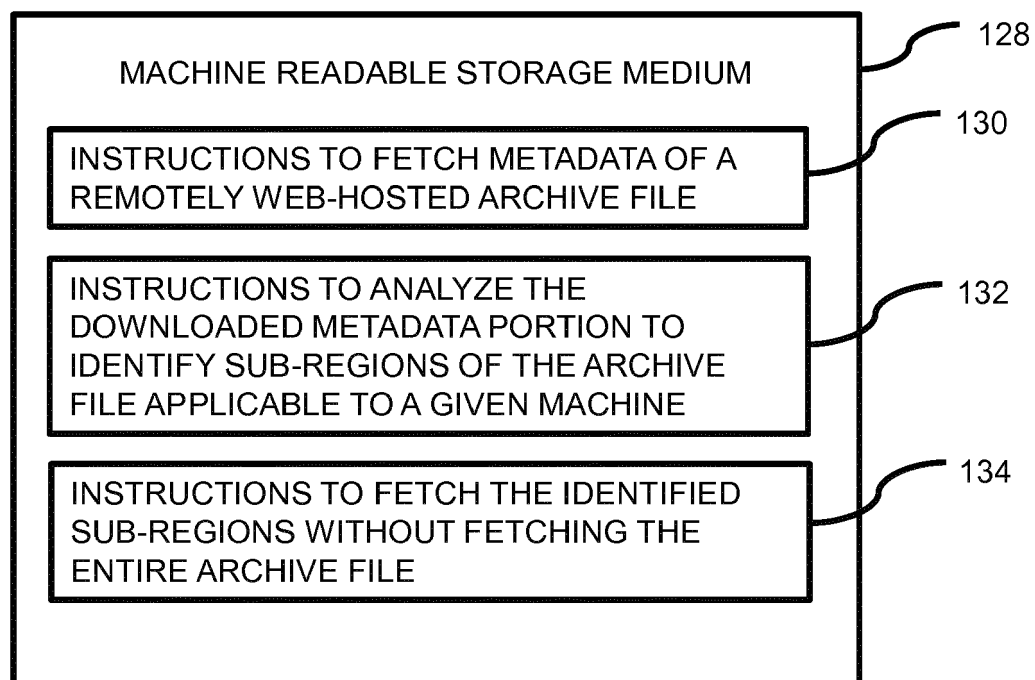 128
MACHINE READABLE STORAGE MEDIUM
130
INSTRUCTIONS TO FETCH METADATA OF A
REMOTELY WEB-HOSTED ARCHIVE FILE
132
INSTRUCTIONS TO ANALYZE THE
DOWNLOADED METADATA PORTION TO
IDENTIFY SUB-REGIONS OF THE ARCHIVE
FILE APPLICABLE TO A GIVEN MACHINE
134
INSTRUCTIONS TO FETCH THE IDENTIFIED
SUB-REGIONS WITHOUT FETCHING THE
ENTIRE ARCHIVE FILE